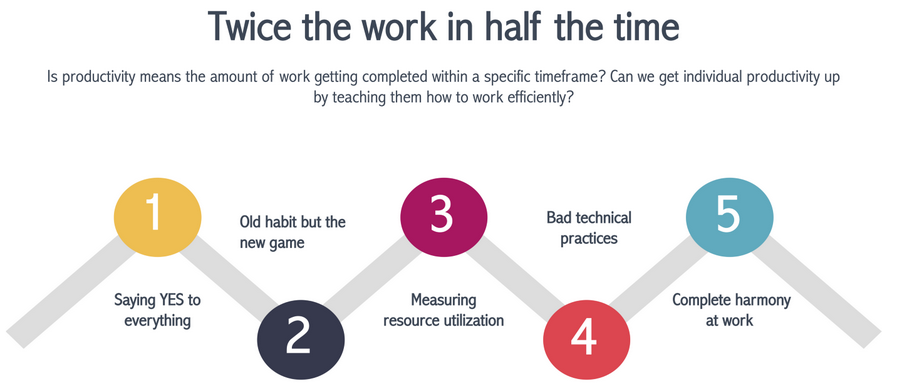 Twice the work in half the time
Is productivity means the amount of work getting completed within a specific timeframe? Can we get individual productivity up
by teaching them how to work efficiently?
1
Saying YES to
everything
Old habit but the
new game
2
3
Measuring
resource utilization
Bad technical
practices
4
5
Complete harmony
at work